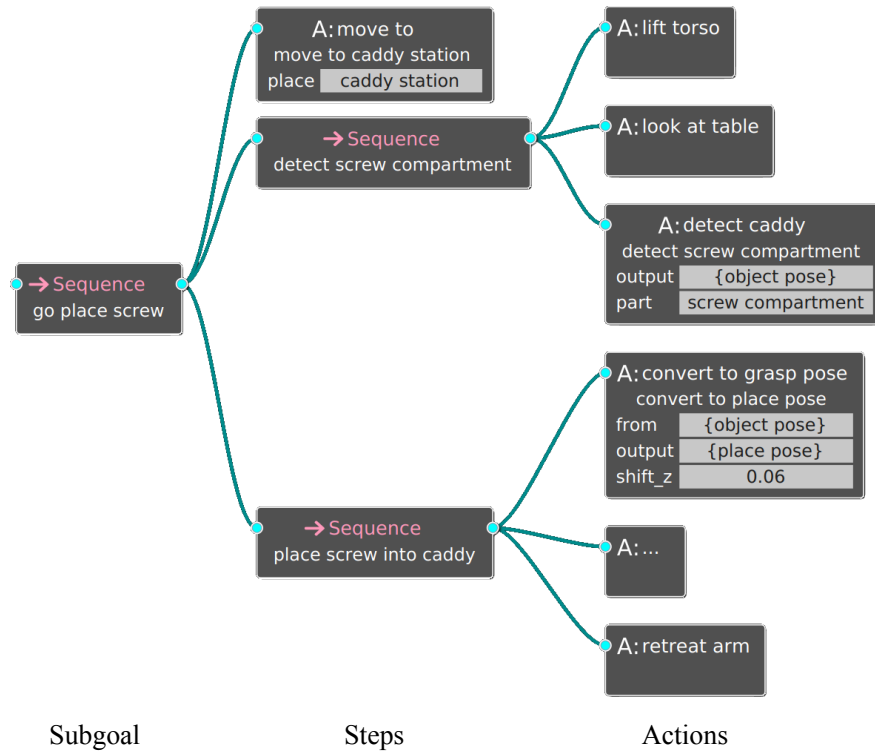 A: move to
move to caddy station
place caddy station
→ Sequence
detect screw compartment
A: lift torso
A: look at table
A: detect caddy
detect screw compartment
output {object pose}
part screw compartment
→ Sequence
go place screw
A: convert to grasp pose
convert to place pose
from {object pose}
output {place pose}
shift_z 0.06
→ Sequence
place screw into caddy
A: ...
A: retreat arm
Subgoal
Steps
Actions